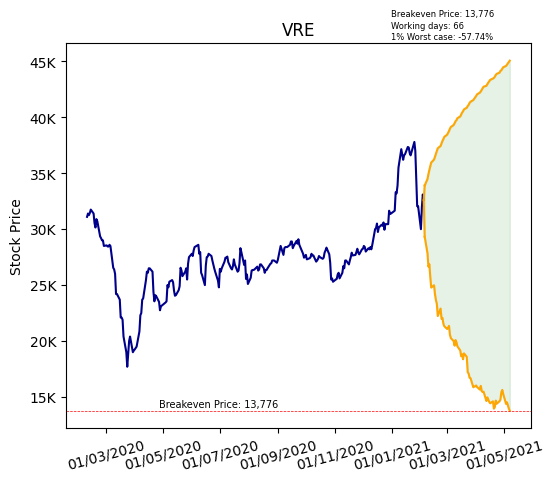 Breakeven Price: 13,776
Working days: 66
1% Worst case: -57.74%
VRE
45K
40K
35K
30K
25K
20K
15K
Stock Price
Breakeven Price: 13,776
01/03/2020
01/05/2020
01/07/2020
01/09/2020
01/11/2020
01/01/2021
01/03/2021
01/05/2021